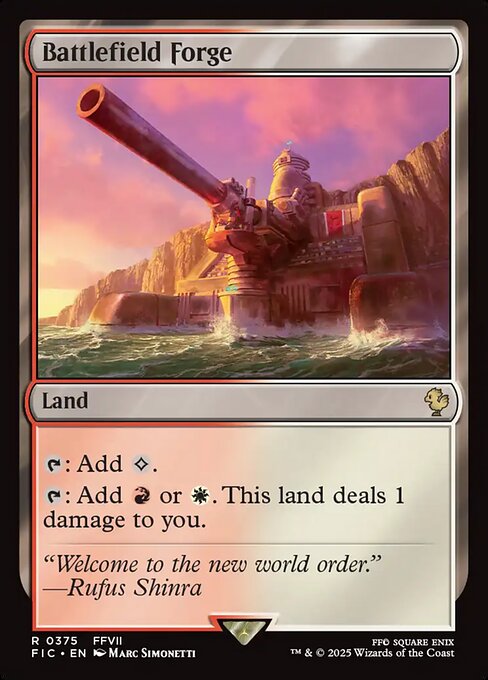 Battlefield Forge
Land
: Add .
: Add or . This land deals 1
damage to you.
“Welcome to the new world order.”
—Rufus Shinra
R 0375 FFVII
FIC • EN Marc Simonetti
FF© SQUARE ENIX
™ & © 2025 Wizards of the Coast